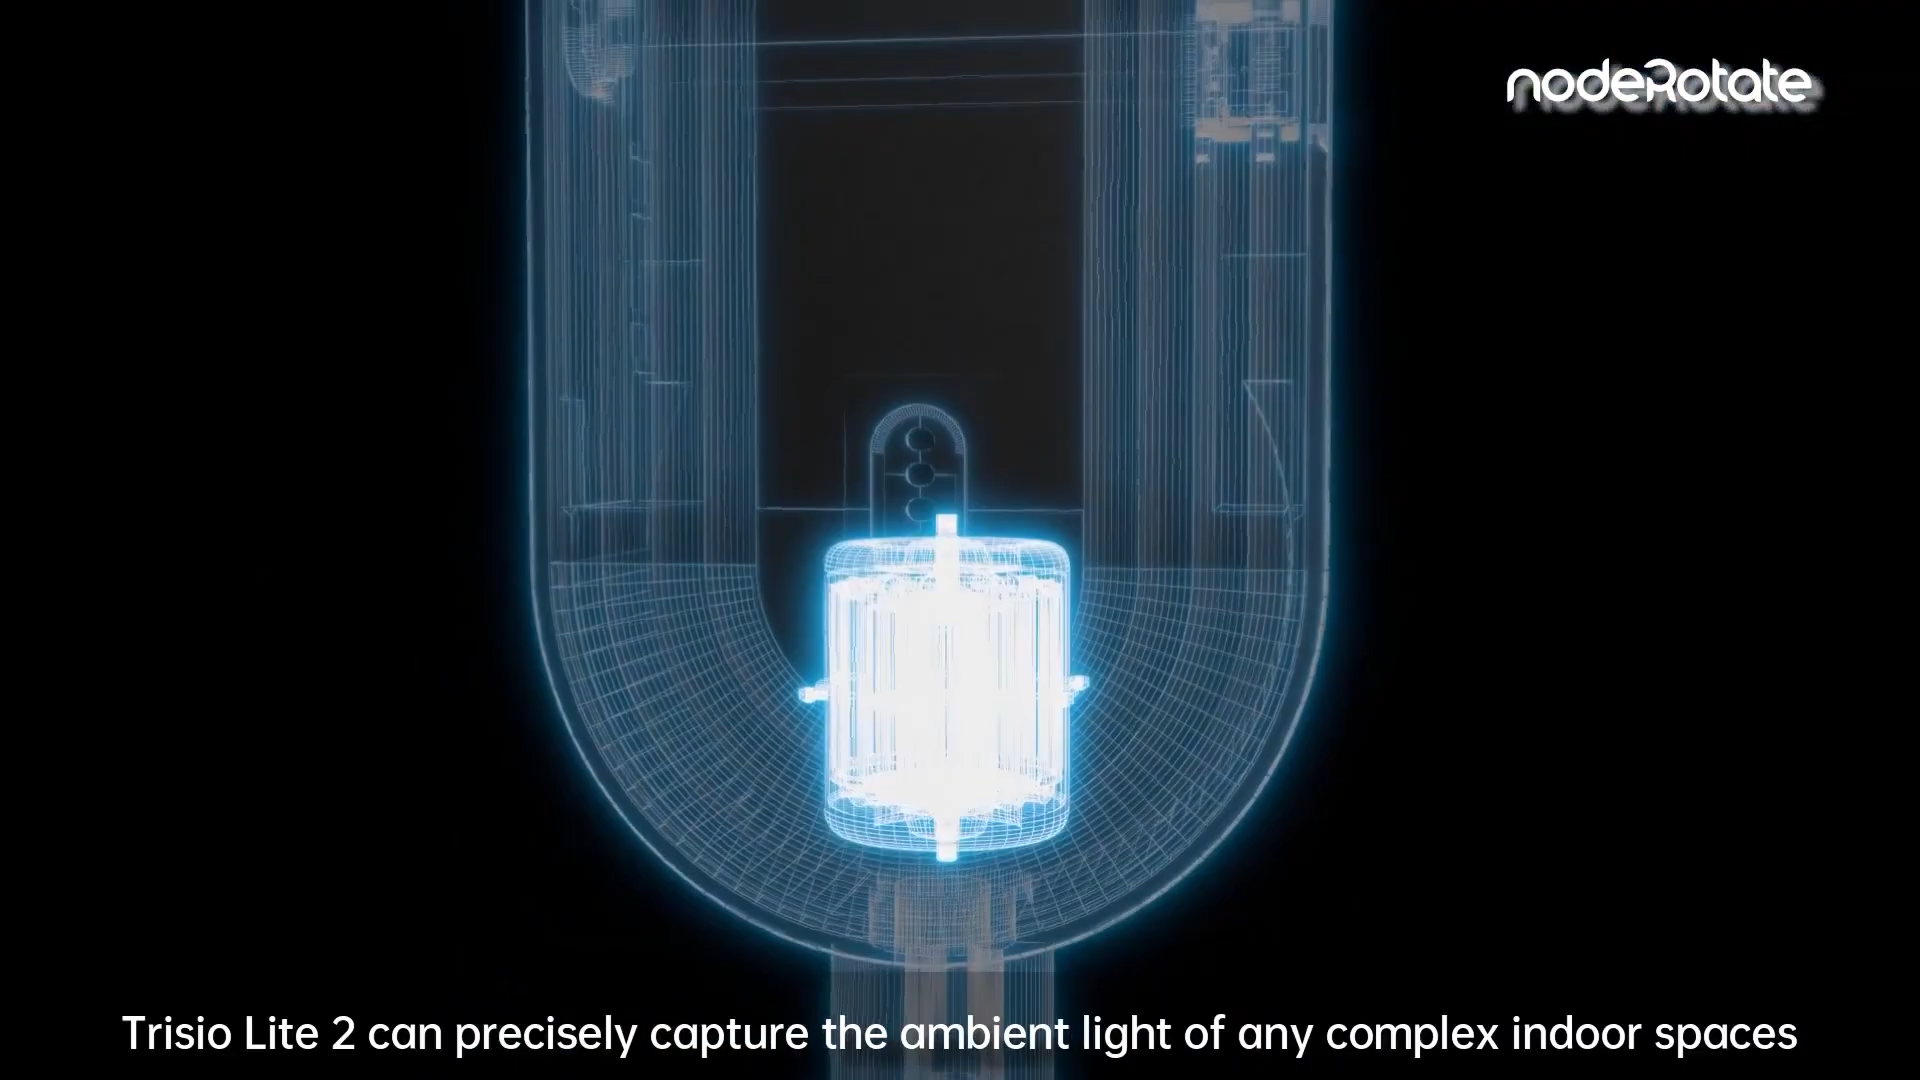 nodeRotate
Trisio Lite 2 can precisely capture the ambient light of any complex indoor spaces